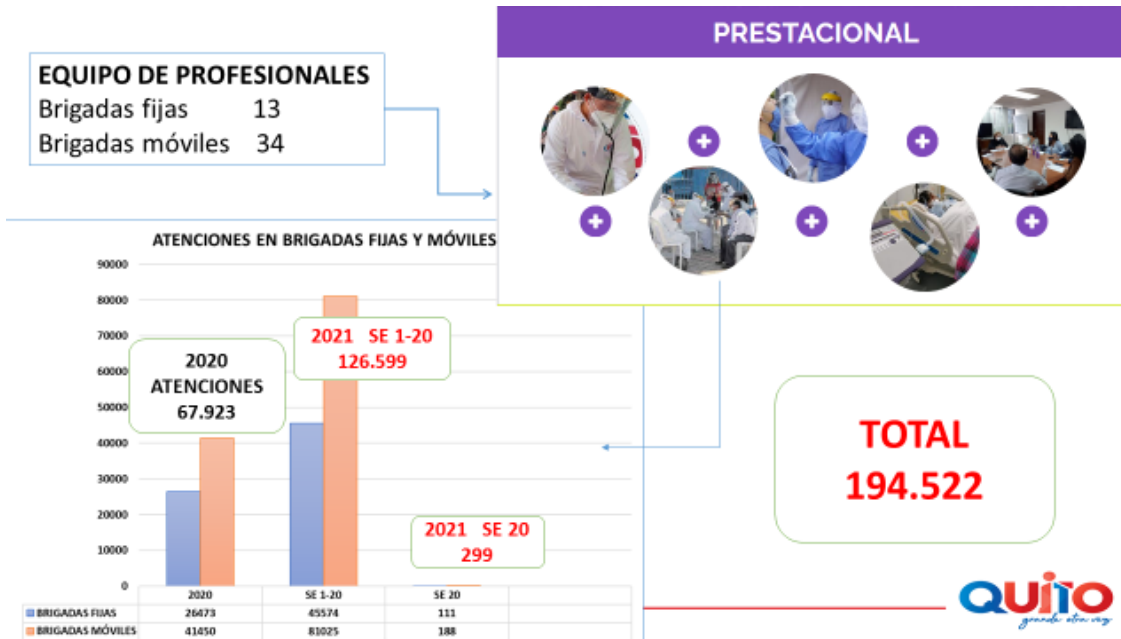 PRESTACIONAL
EQUIPO DE PROFESIONALES
Brigadas fijas 13
Brigadas móviles 34
ATENCIONES EN BRIGADAS FIJAS Y MÓVILES
90000
80000
70000
60000
50000
40000
30000
20000
10000
0
2020
ATENCIONES
67.923
2021 SE 1-20
126.599
2021 SE 20
299
2020 SE 1-20 SE 20
BRIGADAS FIJAS 26473 45574 111
BRIGADAS MÓVILES 41450 81025 188
TOTAL
194.522
QUITO
grande otra vez